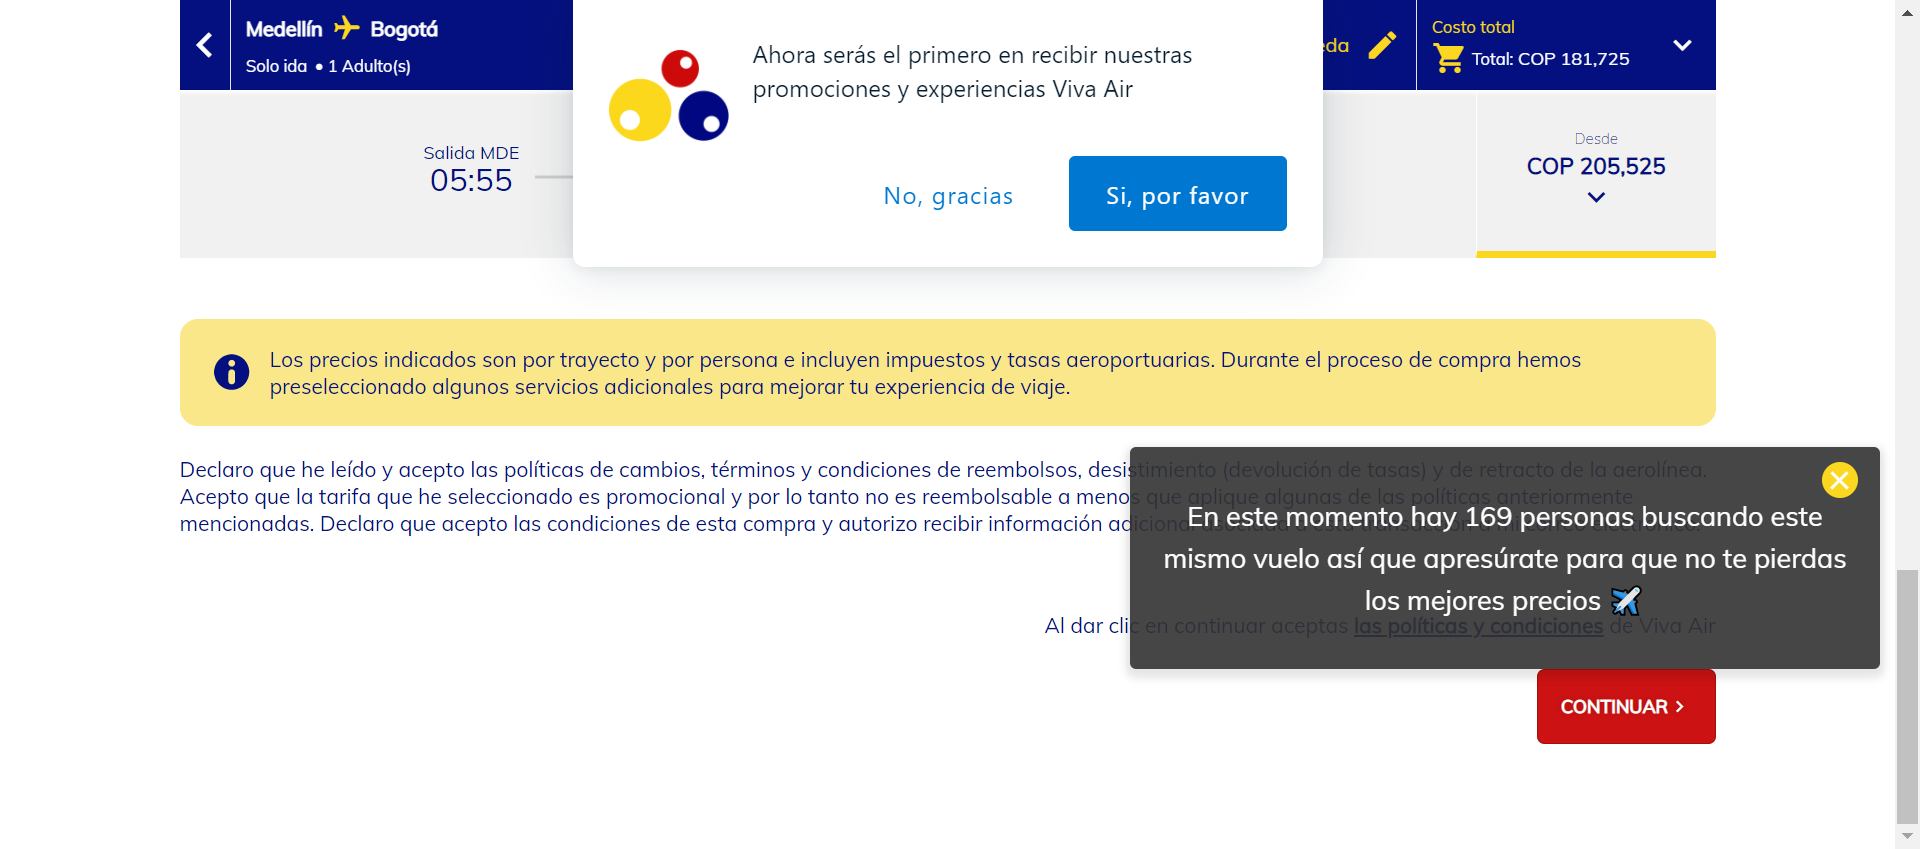 Medellín Bogotá
Solo ida • 1 Adulto(s)
Ahora serás el primero en recibir nuestras
promociones y experiencias Viva Air
No, gracias
Si, por favor
Costo total
Total: COP 181,725
Salida MDE
05:55
Desde
COP 205,525
Los precios indicados son por trayecto y por persona e incluyen impuestos y tasas aeroportuarias. Durante el proceso de compra hemos
preseleccionado algunos servicios adicionales para mejorar tu experiencia de viaje.
Declaro que he leído y acepto las políticas de cambios, términos y condiciones de reembolsos, desistimiento (devolución de tasas) y de retracto de la aerolínea.
Acepto que la tarifa que he seleccionado es promocional y por lo tanto no es reembolsable a menos que aplique algunas de las políticas anteriormente
mencionadas. Declaro que acepto las condiciones de esta compra y autorizo recibir información adicional
En este momento hay 169 personas buscando este
mismo vuelo así que apresúrate para que no te pierdas
los mejores precios
Al dar clic en continuar aceptas las políticas y condiciones de Viva Air
CONTINUAR